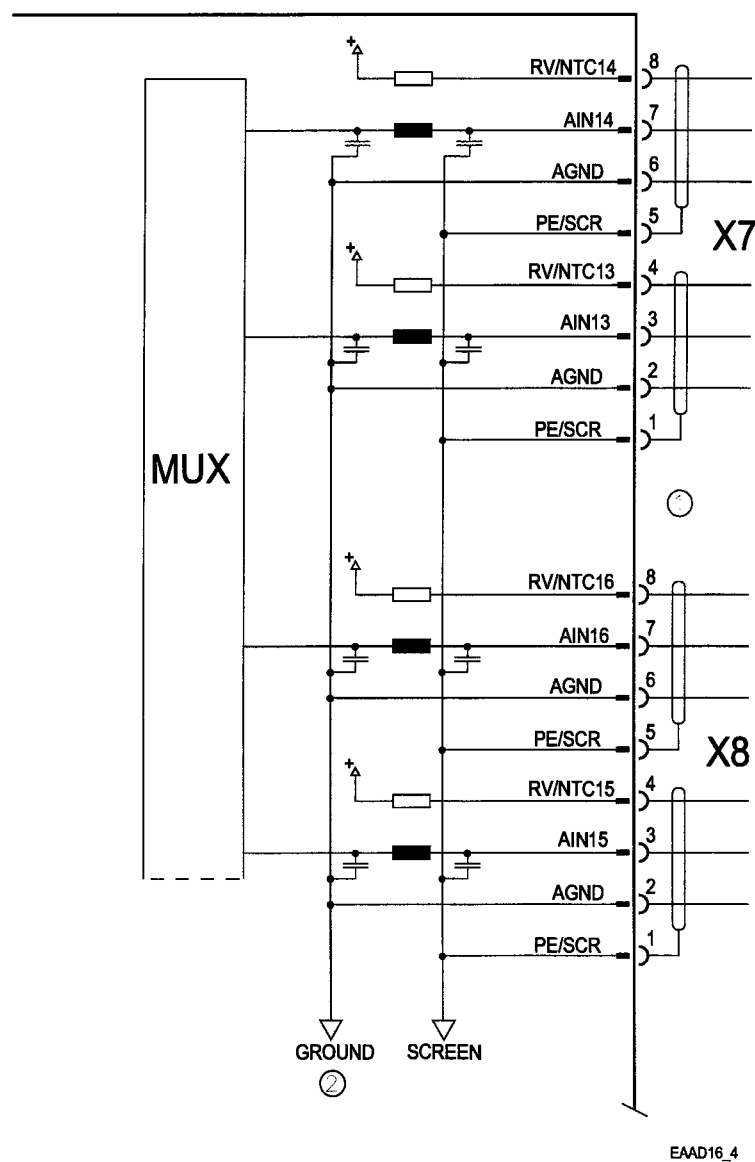 +
RV/NTC14 8
AIN14 7
AGND 6
PE/SCR 5
X7
+
RV/NTC13 4
AIN13 3
AGND 2
PE/SCR 1
MUX
1
+
RV/NTC16 8
AIN16 7
AGND 6
PE/SCR 5
X8
+
RV/NTC15 4
AIN15 3
AGND 2
PE/SCR 1
GROUND SCREEN
2
EAAD16_4